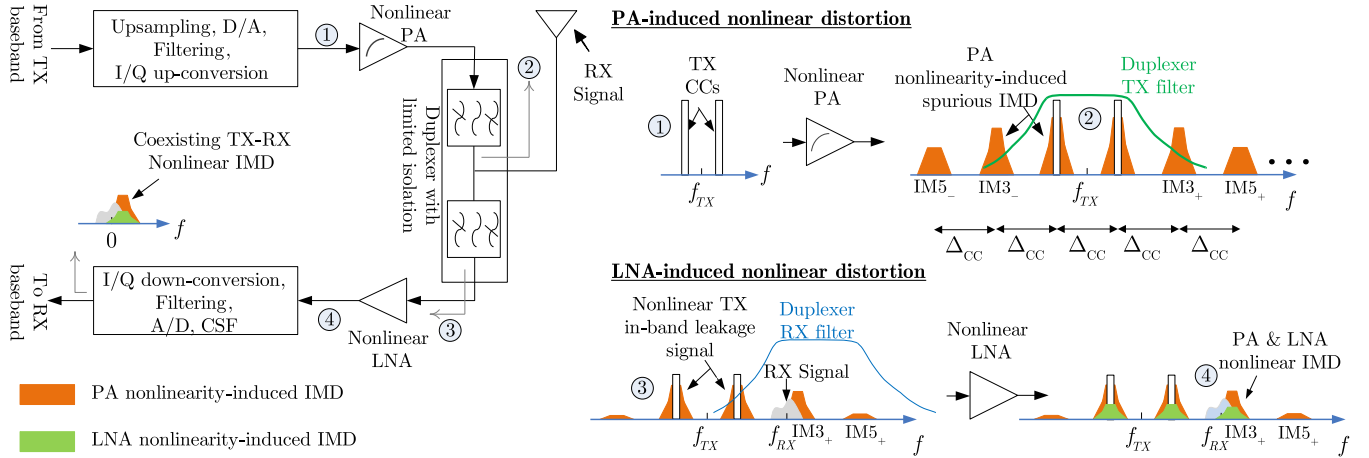 From TX
baseband
Upsampling, D/A,
Filtering,
I/Q up-conversion
1
Nonlinear
PA
2
RX
Signal
Duplexer with
limited isolation
Coexisting TX-RX
Nonlinear IMD
0
f
To RX
baseband
I/Q down-conversion,
Filtering,
A/D, CSF
4
3
Nonlinear
LNA
PA nonlinearity-induced IMD
LNA nonlinearity-induced IMD
PA-induced nonlinear distortion
TX
CCs
1
f_TX
f
Nonlinear
PA
PA
nonlinearity-induced
spurious IMD
Duplexer
TX filter
2
IM5_- IM3_- f_TX IM3_+ IM5_+ f
Δ_CC Δ_CC Δ_CC Δ_CC Δ_CC
LNA-induced nonlinear distortion
Nonlinear TX
in-band leakage
signal
Duplexer
RX filter
3
RX Signal
f_TX f_RX IM3_+ IM5_+ f
Nonlinear
LNA
PA & LNA
nonlinear IMD
4
f_TX f_RX IM3_+ IM5_+ f